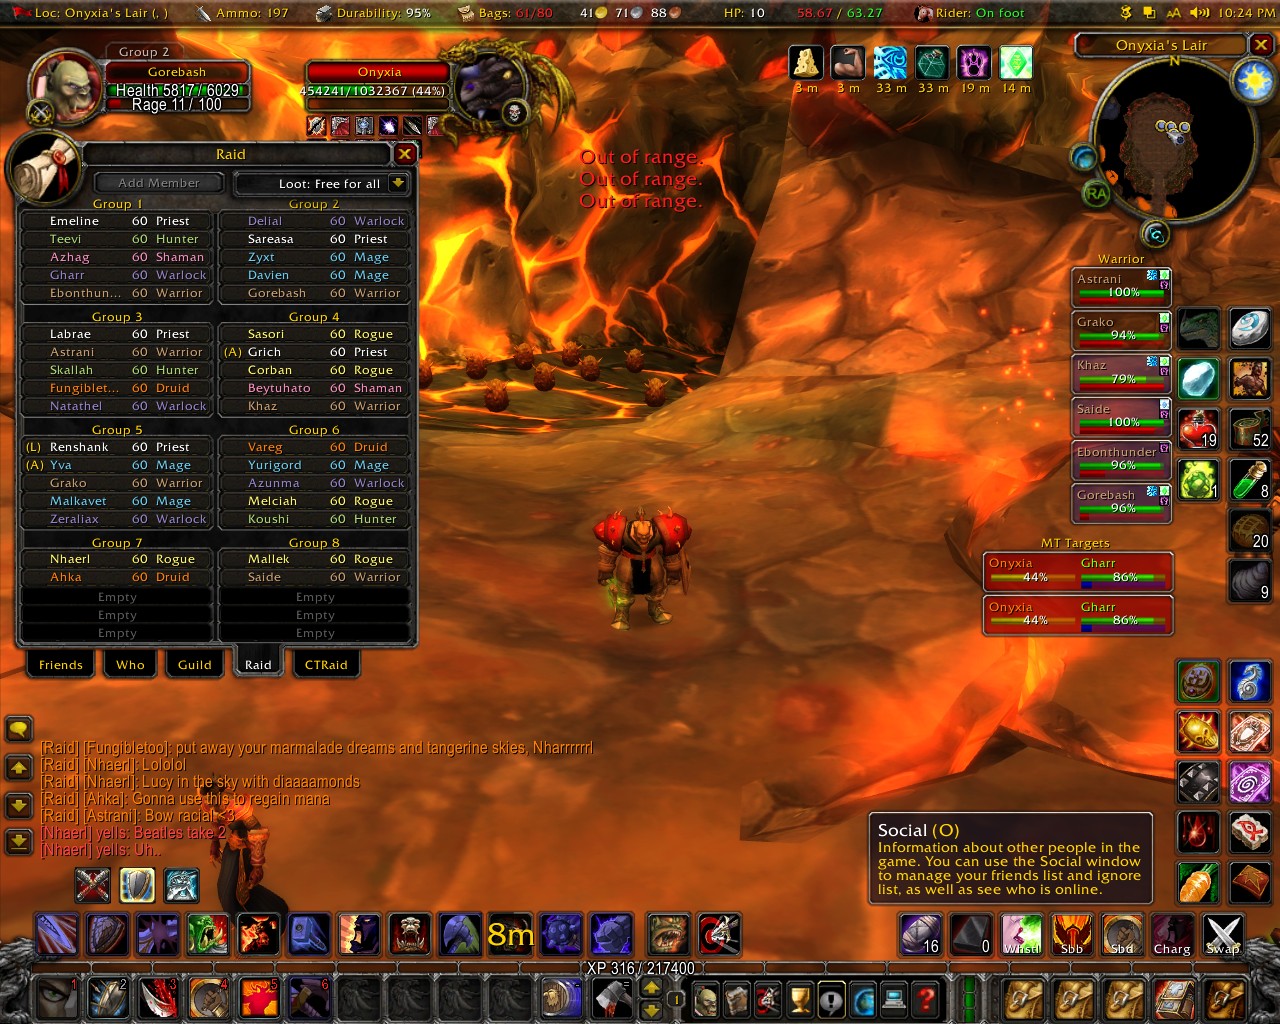 Loc: Onyxia's Lair (, )
Ammo: 197
Durability: 95%
Bags: 61/80
41 71 88
HP: 10
58.67 / 63.27
Rider: On foot
10:24 PM
Group 2
Gorebash
Health 5817 / 6029
Rage 11 / 100
Onyxia
454241/1032367 (44%)
3 m 3 m 33 m 33 m 19 m 14 m
Onyxia's Lair
N
RA
Out of range.
Out of range.
Out of range.
Raid
Add Member
Loot: Free for all
Group 1
Emeline 60 Priest
Teevi 60 Hunter
Azhag 60 Shaman
Gharr 60 Warlock
Ebonthun... 60 Warrior
Group 2
Delial 60 Warlock
Sareasa 60 Priest
Zyxt 60 Mage
Davien 60 Mage
Gorebash 60 Warrior
Group 3
Labrae 60 Priest
Astrani 60 Warrior
Skallah 60 Hunter
Fungiblet... 60 Druid
Natathel 60 Warlock
Group 4
Sasori 60 Rogue
(A) Grich 60 Priest
Corban 60 Rogue
Beytuhato 60 Shaman
Khaz 60 Warrior
Group 5
(L) Renshank 60 Priest
(A) Yva 60 Mage
Grako 60 Warrior
Malkavet 60 Mage
Zeraliax 60 Warlock
Group 6
Vareg 60 Druid
Yurigord 60 Mage
Azunma 60 Warlock
Melciah 60 Rogue
Koushi 60 Hunter
Group 7
Nhaerl 60 Rogue
Ahka 60 Druid
Empty
Empty
Empty
Group 8
Mallek 60 Rogue
Saide 60 Warrior
Empty
Empty
Empty
Friends
Who
Guild
Raid
CTRaid
Warrior
Astrani
100%
Grako
94%
Khaz
79%
Saide
100%
Ebonthunder
96%
Gorebash
96%
MT Targets
Onyxia 44% Gharr 86%
Onyxia 44% Gharr 86%
19
52
1
8
20
9
[Raid] [Fungibletoo]: put away your marmalade dreams and tangerine skies, Nharrrrrrl
[Raid] [Nhaerl]: Lolololol
[Raid] [Nhaerl]: Lucy in the sky with diaaaamonds
[Raid] [Ahka]: Gonna use this to regain mana
[Raid] [Astrani]: Bow racial <3
[Nhaerl] yells: Beatles take 2
[Nhaerl] yells: Uh..
Social (O)
Information about other people in the
game. You can use the Social window
to manage your friends list and ignore
list, as well as see who is online.
8m
16
0
Whstl
Sbb
Sbd
Charg
Swap
XP 316 / 217400
1 2 3 4 5 6 - =
1